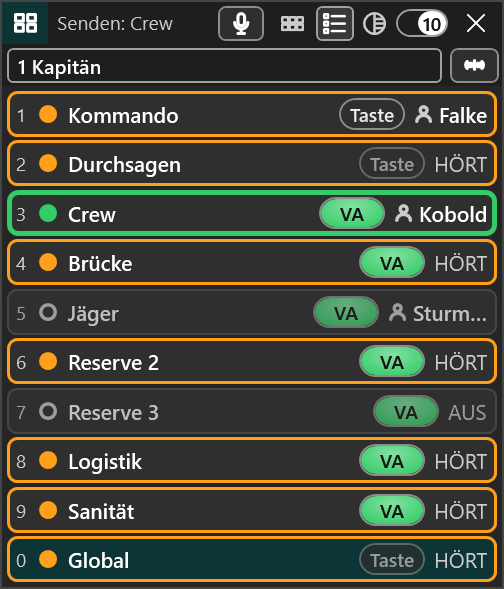 Senden: Crew 10
1 Kapitän
1 Kommando Taste Falke
2 Durchsagen Taste HÖRT
3 Crew VA Kobold
4 Brücke VA HÖRT
5 Jäger VA Sturm...
6 Reserve 2 VA HÖRT
7 Reserve 3 VA AUS
8 Logistik VA HÖRT
9 Sanität VA HÖRT
0 Global Taste HÖRT